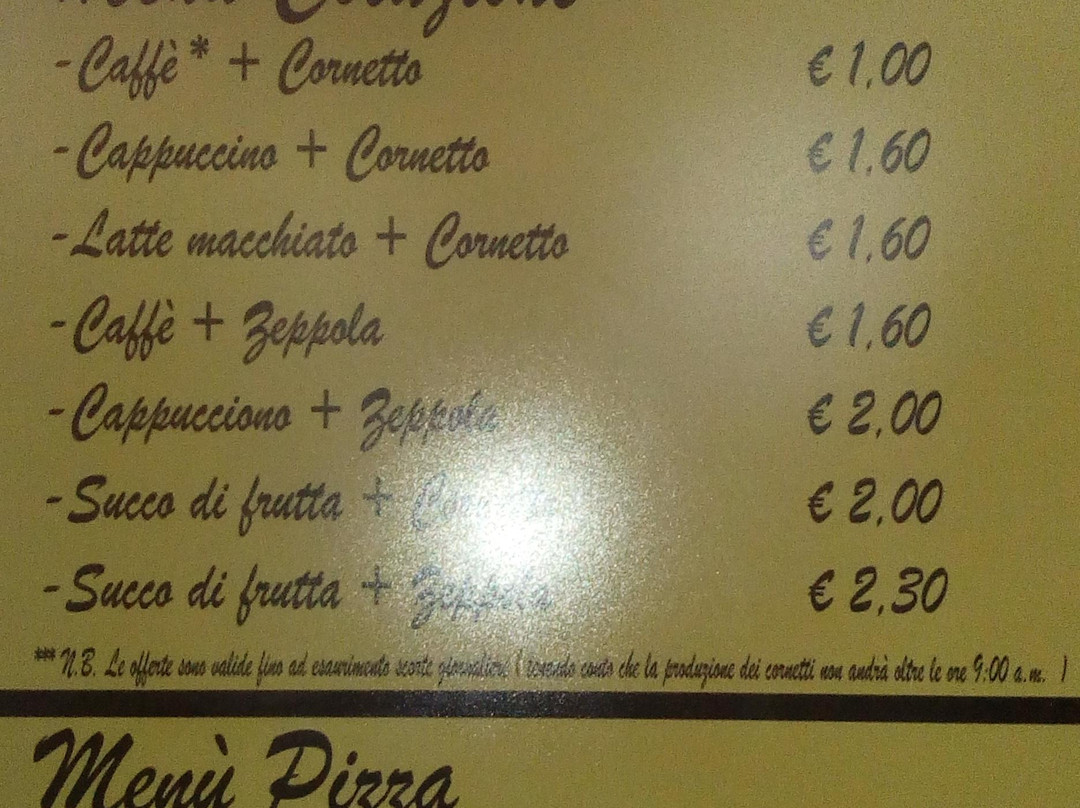 Menù Colazione
-Caffè* + Cornetto € 1,00
-Cappuccino + Cornetto € 1,60
-Latte macchiato + Cornetto € 1,60
-Caffè + Zeppola € 1,60
-Cappucciono + Zeppola € 2,00
-Succo di frutta + Cornetto € 2,00
-Succo di frutta + Zeppola € 2,30
*** N.B. Le offerte sono valide fino ad esaurimento scorte giornaliere ( tenendo conto che la produzione dei cornetti non andrà oltre le ore 9:00 a.m. )
Menù Pizza